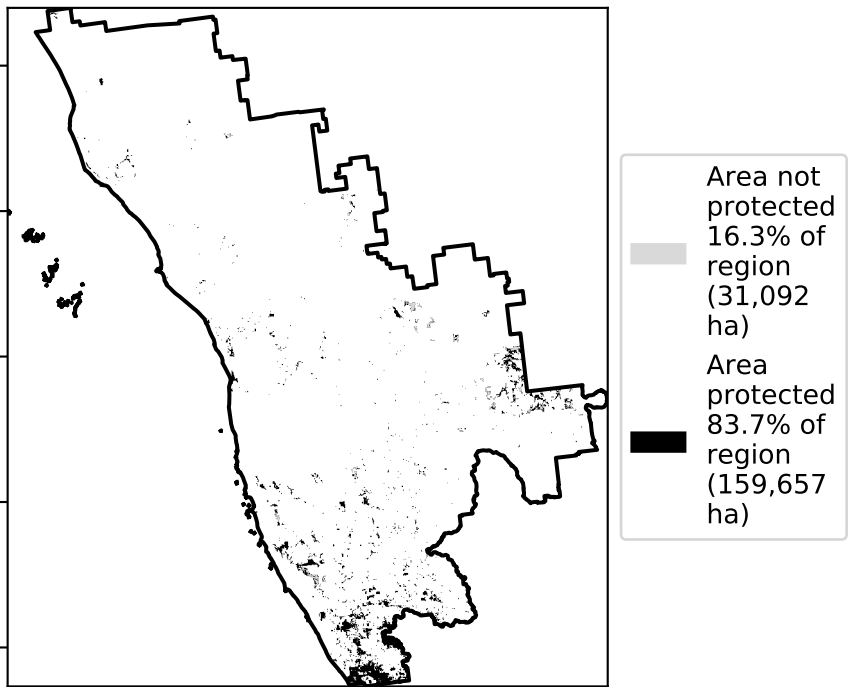 Area not
protected
16.3% of
region
(31,092
ha)
Area
protected
83.7% of
region
(159,657
ha)